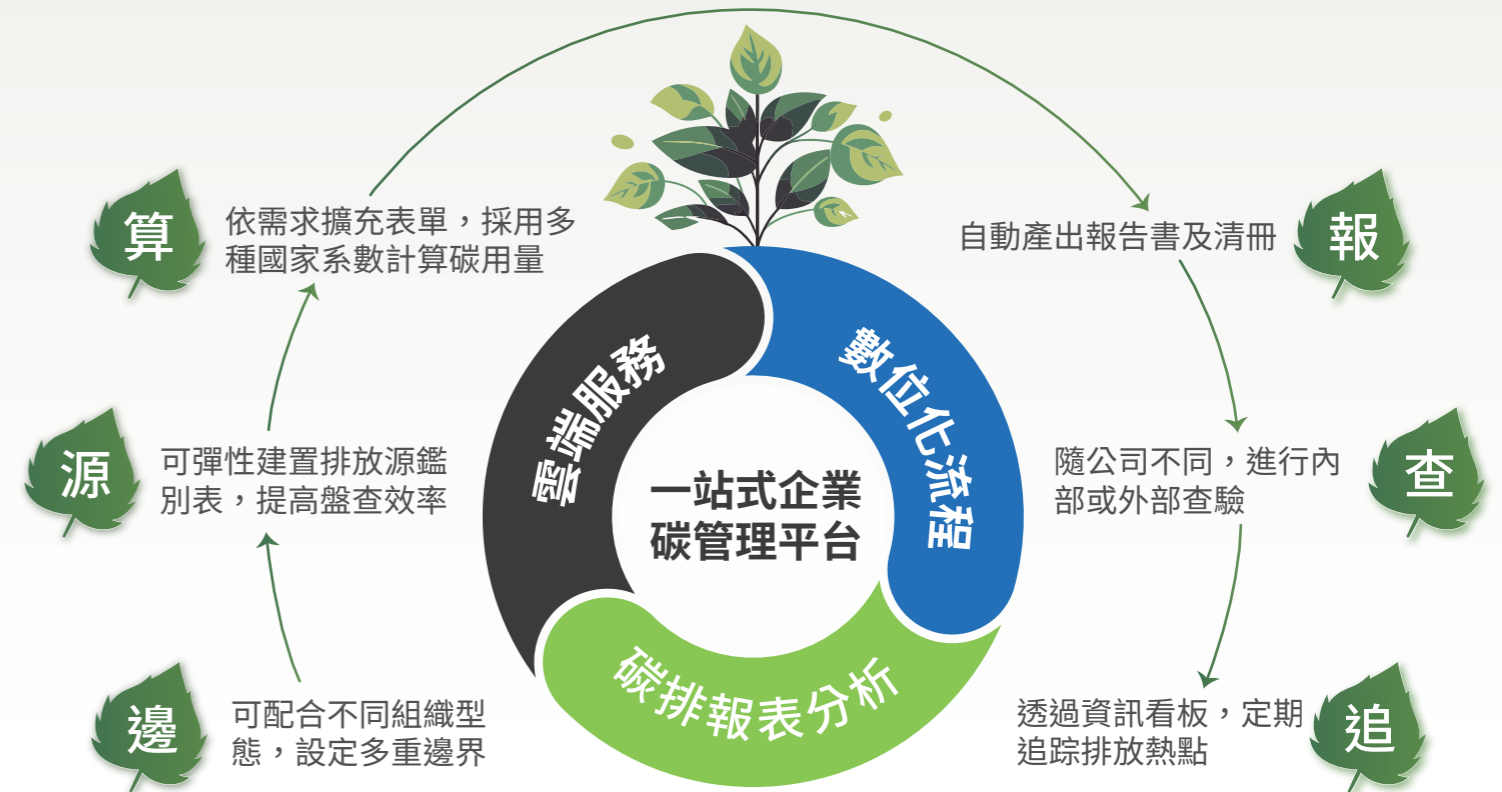 算
依需求擴充表單，採用多
種國家系數計算碳用量
自動產出報告書及清冊
報
雲端服務
數位化流程
源
可彈性建置排放源鑑
別表，提高盤查效率
一站式企業
碳管理平台
隨公司不同，進行內
部或外部查驗
查
邊
可配合不同組織型
態，設定多重邊界
碳排報表分析
透過資訊看板，定期
追踪排放熱點
追